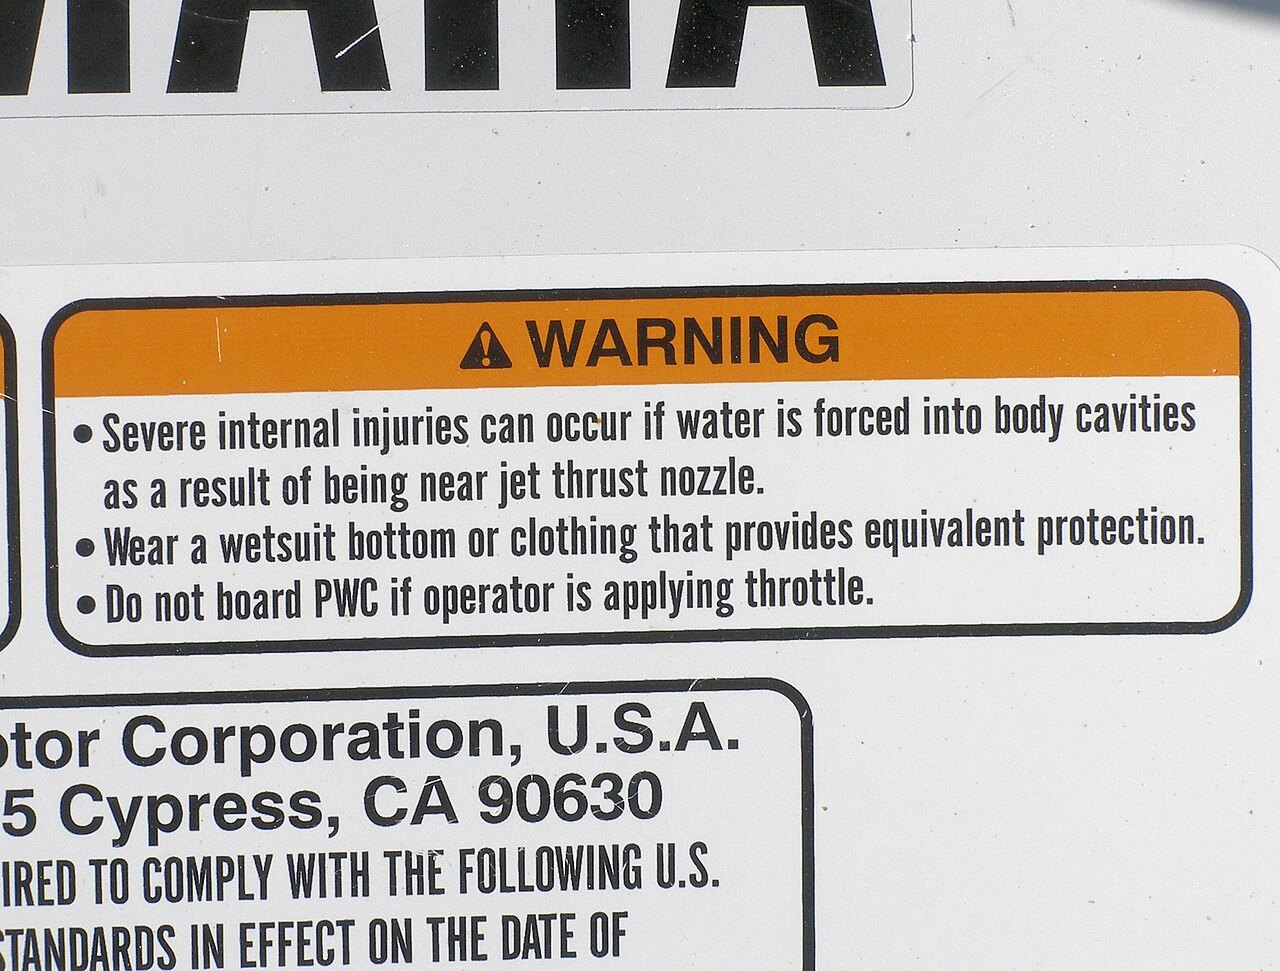 WARNING
• Severe internal injuries can occur if water is forced into body cavities
as a result of being near jet thrust nozzle.
• Wear a wetsuit bottom or clothing that provides equivalent protection.
• Do not board PWC if operator is applying throttle.
otor Corporation, U.S.A.
5 Cypress, CA 90630
IRED TO COMPLY WITH THE FOLLOWING U.S.
STANDARDS IN EFFECT ON THE DATE OF